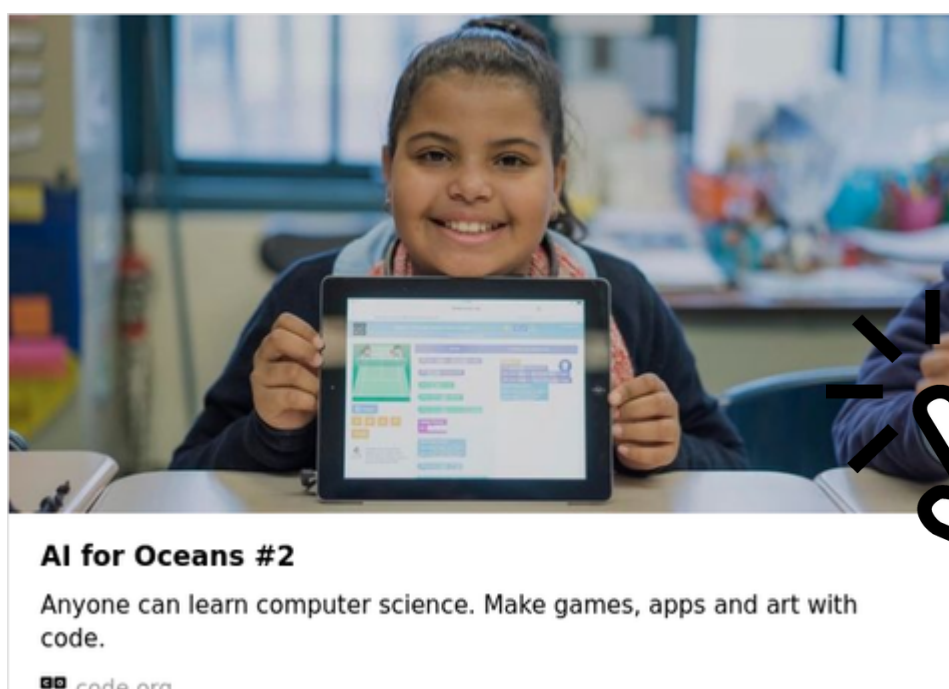 AI for Oceans #2
Anyone can learn computer science. Make games, apps and art with
code.
code.org